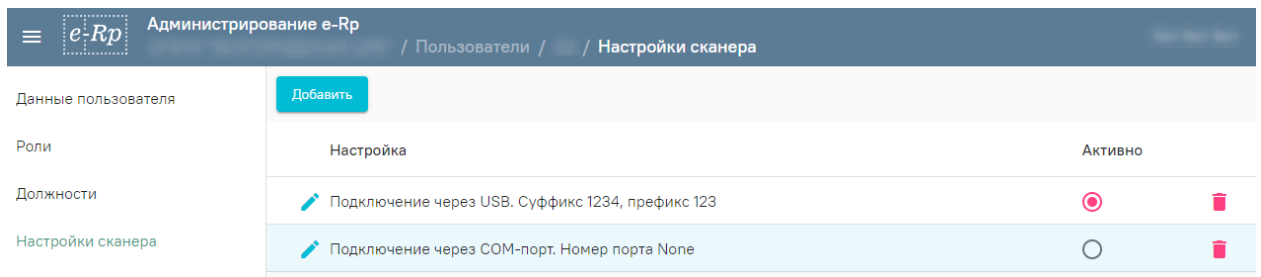 e-Rp
Администрирование e-Rp
/ Пользователи / / Настройки сканера
Данные пользователя
Роли
Должности
Настройки сканера
Добавить
Настройка Активно
Подключение через USB. Суффикс 1234, префикс 123
Подключение через COM-порт. Номер порта None